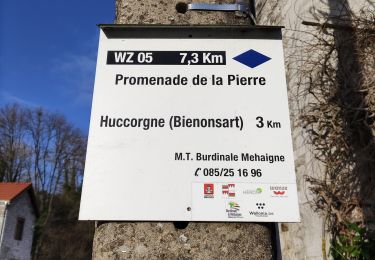 WZ 05 7,3 Km
Promenade de la Pierre
Huccorgne (Bienonsart) 3 Km
M.T. Burdinale Mehaigne
085/25 16 96